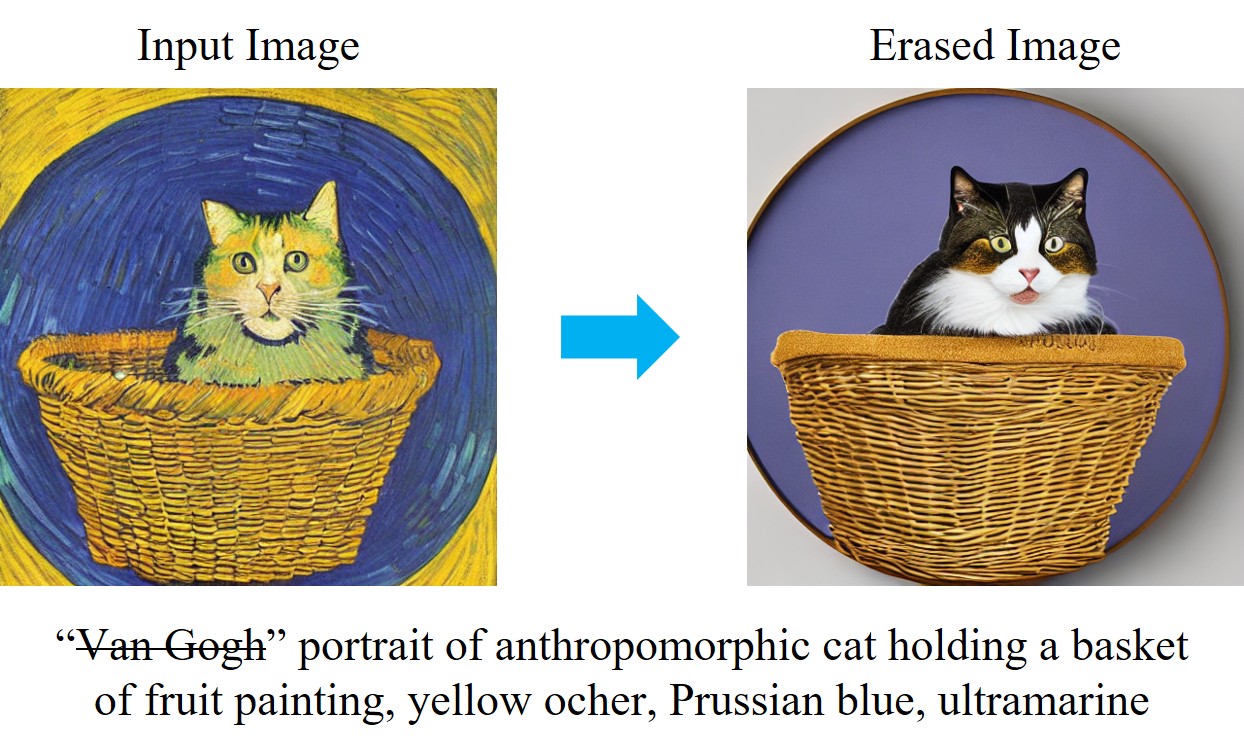 Input Image
Erased Image
“Van Gogh” portrait of anthropomorphic cat holding a basket
of fruit painting, yellow ocher, Prussian blue, ultramarine